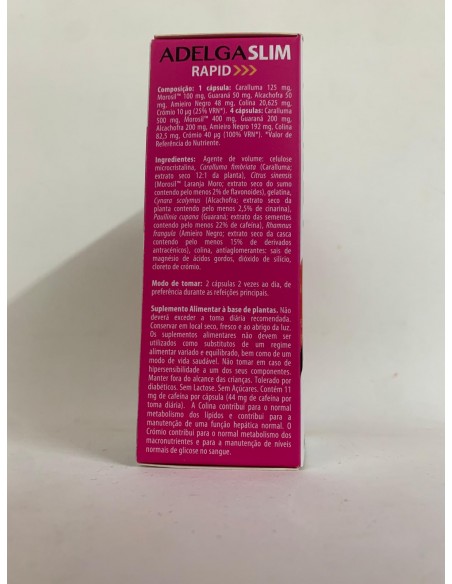 ADELGASLIM
RAPID>>>
Composição: 1 cápsula: Caralluma 125 mg,
Morosil™ 100 mg, Guaraná 50 mg, Alcachofra 50
mg, Amieiro Negro 48 mg, Colina 20,625 mg,
Crómio 10 µg (25% VRN*). 4 cápsulas: Caralluma
500 mg, Morosil™ 400 mg, Guaraná 200 mg,
Alcachofra 200 mg, Amieiro Negro 192 mg, Colina
82,5 mg, Crómio 40 µg (100% VRN*). *Valor de
Referência do Nutriente.
Ingredientes: Agente de volume: celulose
microcristalina, Caralluma fimbriata (Caralluma;
extrato seco 12:1 da planta), Citrus sinensis
(Morosil™ Laranja Moro; extrato seco do sumo
contendo pelo menos 2% de flavonoides), gelatina,
Cynara scolymus (Alcachofra; extrato seco da
planta contendo pelo menos 2,5% de cinarina),
Paullinia cupana (Guaraná; extrato das sementes
contendo pelo menos 22% de cafeína), Rhamnus
frangula (Amieiro Negro; extrato seco da casca
contendo pelo menos 15% de derivados
antracénicos), colina, antiaglomerantes: sais de
magnésio de ácidos gordos, dióxido de silício,
cloreto de crómio.
Modo de tomar: 2 cápsulas 2 vezes ao dia, de
preferência durante as refeições principais.
Suplemento Alimentar à base de plantas. Não
deverá exceder a toma diária recomendada.
Conservar em local seco, fresco e ao abrigo da luz.
Os suplementos alimentares não devem ser
utilizados como substitutos de um regime
alimentar variado e equilibrado, bem como de um
modo de vida saudável. Não tomar em caso de
hipersensibilidade a um dos seus componentes.
Manter fora do alcance das crianças. Tolerado por
diabéticos. Sem Lactose. Sem Açúcares. Contém 11
mg de cafeína por cápsula (44 mg de cafeína por
toma diária). A Colina contribui para o normal
metabolismo dos lípidos e contribui para a
manutenção de uma função hepática normal. O
Crómio contribui para o normal metabolismo dos
macronutrientes e para a manutenção de níveis
normais de glicose no sangue.